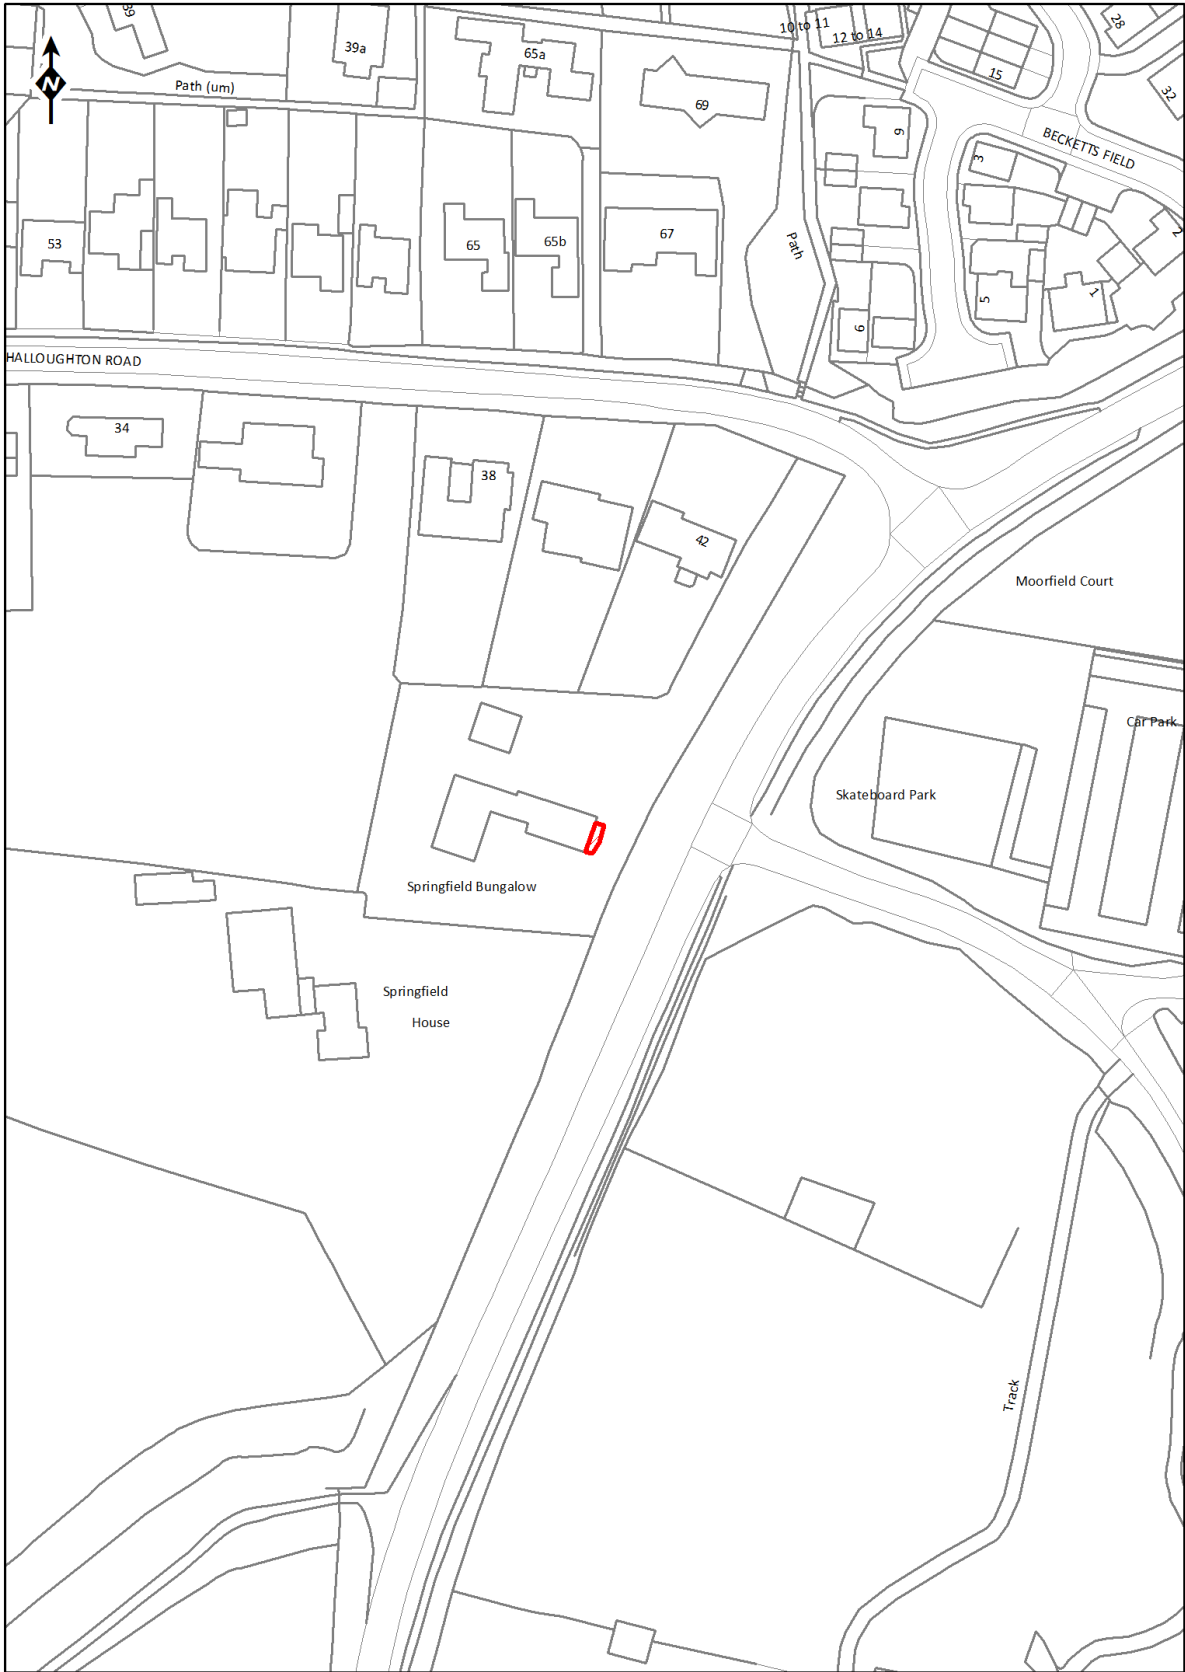 39
39a
65a
10 to 11
12 to 14
28
15
32
Path (um)
69
9
BECKETTS FIELD
3
53
65
65b
67
Path
2
5
1
6
HALLOUGHTON ROAD
34
38
42
Moorfield Court
Car Park
Skateboard Park
Springfield Bungalow
Springfield
House
Track
N